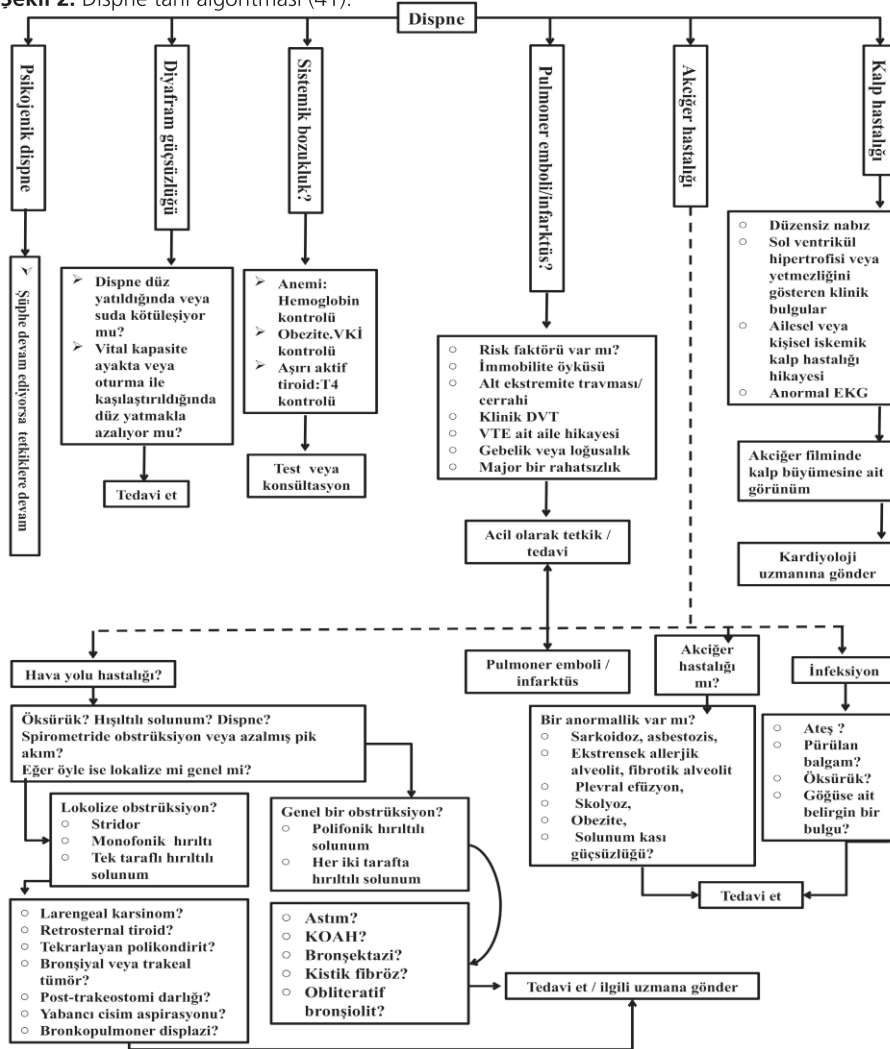 Şekil 2. Dispne tanı algoritması (41).
Dispne
Psikojenik dispne
Diyafram güçsüzlüğü
Sistemik bozukluk?
Pulmoner emboli/infarktüs?
Akciğer hastalığı
Kalp hastalığı
➢ Şüphe devam ediyorsa tetkiklere devam
➢ Dispne düz
yatıldığında veya
suda kötüleşiyor
mu?
➢ Vital kapasite
ayakta veya
oturma ile
kaşılaştırıldığında
düz yatmakla
azalıyor mu?
Tedavi et
➢ Anemi:
Hemoglobin
kontrolü
➢ Obezite.VKİ
kontrolü
➢ Aşırı aktif
tiroid:T4
kontrolü
Test veya
konsültasyon
○ Risk faktörü var mı?
○ İmmobilite öyküsü
○ Alt ekstremite travması/
cerrahi
○ Klinik DVT
○ VTE ait aile hikayesi
○ Gebelik veya loğusalık
○ Major bir rahatsızlık
Acil olarak tetkik /
tedavi
Pulmoner emboli /
infarktüs
○ Düzensiz nabız
○ Sol ventrikül
hipertrofisi veya
yetmezliğini
gösteren klinik
bulgular
○ Ailesel veya
kişisel iskemik
kalp hastalığı
hikayesi
○ Anormal EKG
Akciğer filminde
kalp büyümesine ait
görünüm
Kardiyoloji
uzmanına gönder
Hava yolu hastalığı?
Öksürük? Hışıltılı solunum? Dispne?
Spirometride obstrüksiyon veya azalmış pik
akım?
Eğer öyle ise lokalize mi genel mi?
Lokolize obstrüksiyon?
○ Stridor
○ Monofonik hırıltı
○ Tek taraflı hırıltılı
solunum
○ Larengeal karsinom?
○ Retrosternal tiroid?
○ Tekrarlayan polikondirit?
○ Bronşiyal veya trakeal
tümör?
○ Post-trakeostomi darlığı?
○ Yabancı cisim aspirasyonu?
○ Bronkopulmoner displazi?
Genel bir obstrüksiyon?
○ Polifonik hırıltılı
solunum
○ Her iki tarafta
hırıltılı solunum
○ Astım?
○ KOAH?
○ Bronşektazi?
○ Kistik fibröz?
○ Obliteratif
bronşiolit?
Tedavi et / ilgili uzmana gönder
Akciğer
hastalığı
mı?
Bir anormallik var mı?
○ Sarkoidoz, asbestozis,
○ Ekstrensek allerjik
alveolit, fibrotik alveolit
○ Plevral efüzyon,
○ Skolyoz,
○ Obezite,
○ Solunum kası
güçsüzlüğü?
İnfeksiyon
○ Ateş ?
○ Pürülan
balgam?
○ Öksürük?
○ Göğüse ait
belirgin bir
bulgu?
Tedavi et